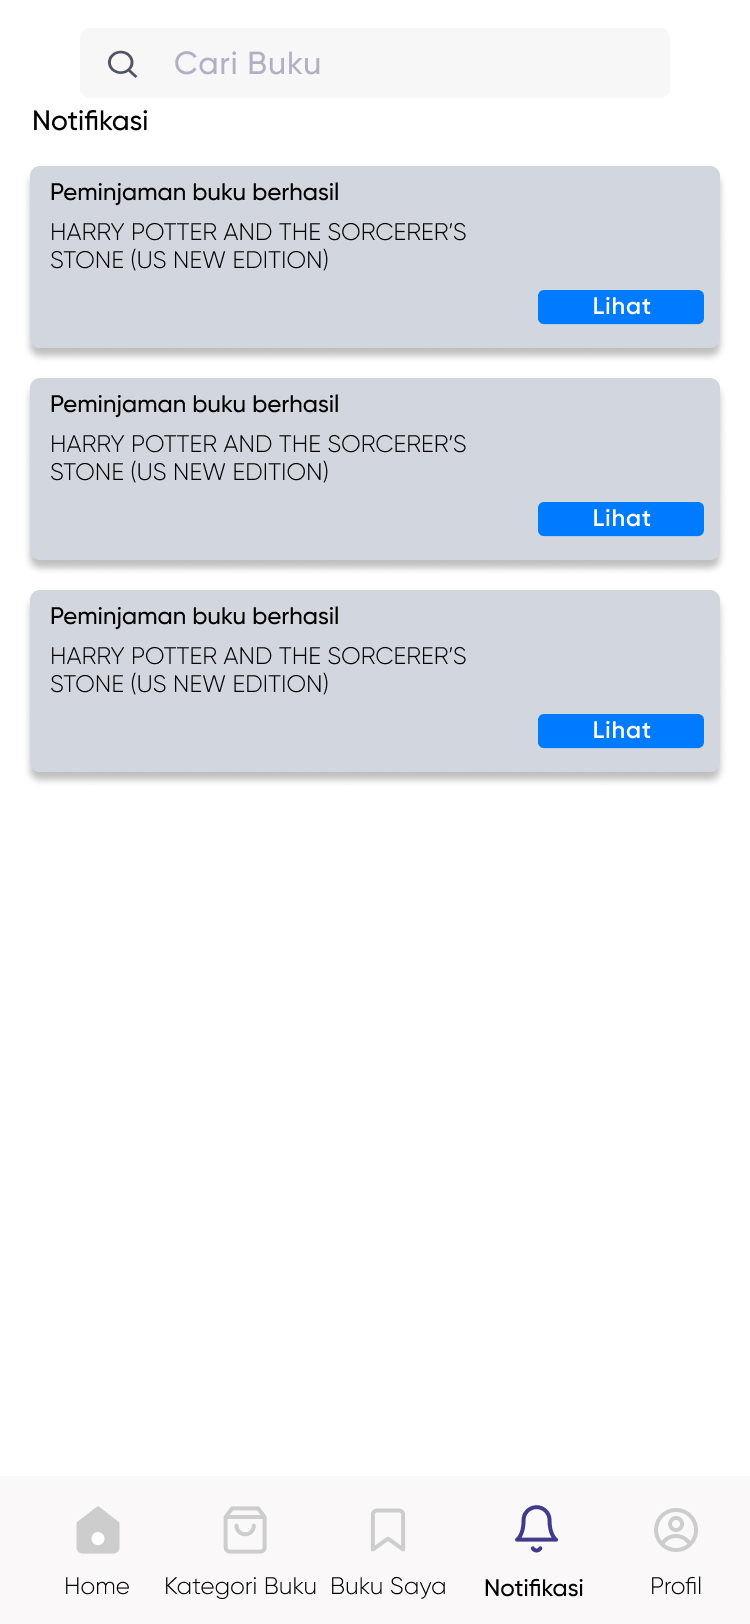 Cari Buku
Notifikasi
Peminjaman buku berhasil
HARRY POTTER AND THE SORCERER’S
STONE (US NEW EDITION)
Lihat
Peminjaman buku berhasil
HARRY POTTER AND THE SORCERER’S
STONE (US NEW EDITION)
Lihat
Peminjaman buku berhasil
HARRY POTTER AND THE SORCERER’S
STONE (US NEW EDITION)
Lihat
Home Kategori Buku Buku Saya Notifikasi Profil